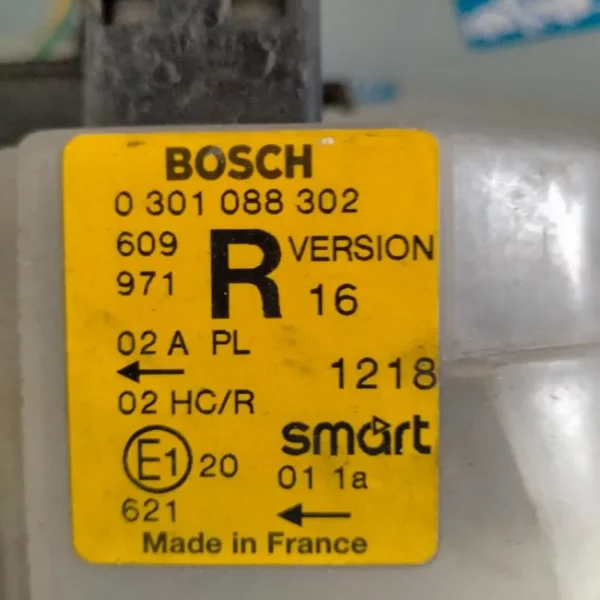 BOSCH
0 301 088 302
609 R VERSION
971 16
02 A PL
← 1218
02 HC/R
smart
E1 20 01 1a
621 ←
Made in France